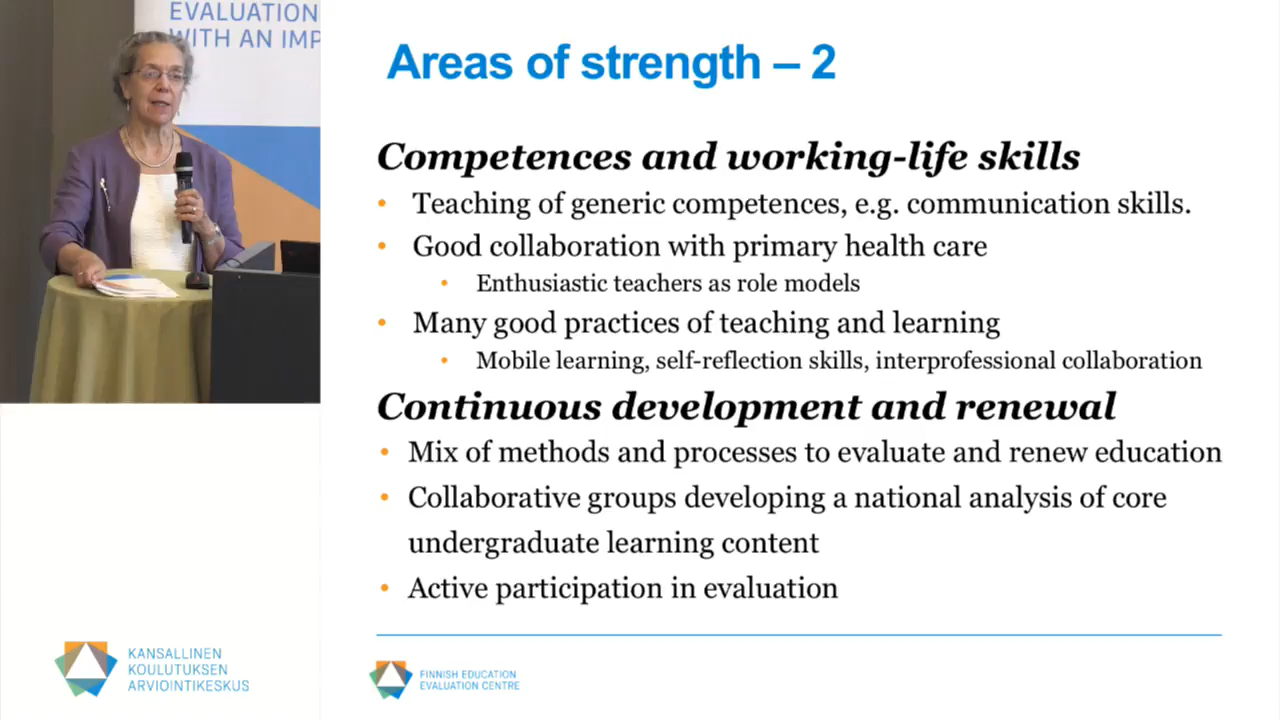 EVALUATION
WITH AN IMP
Areas of strength – 2
Competences and working-life skills
• Teaching of generic competences, e.g. communication skills.
• Good collaboration with primary health care
• Enthusiastic teachers as role models
• Many good practices of teaching and learning
• Mobile learning, self-reflection skills, interprofessional collaboration
Continuous development and renewal
• Mix of methods and processes to evaluate and renew education
• Collaborative groups developing a national analysis of core
undergraduate learning content
• Active participation in evaluation
KANSALLINEN
KOULUTUKSEN
ARVIOINTIKESKUS
FINNISH EDUCATION
EVALUATION CENTRE